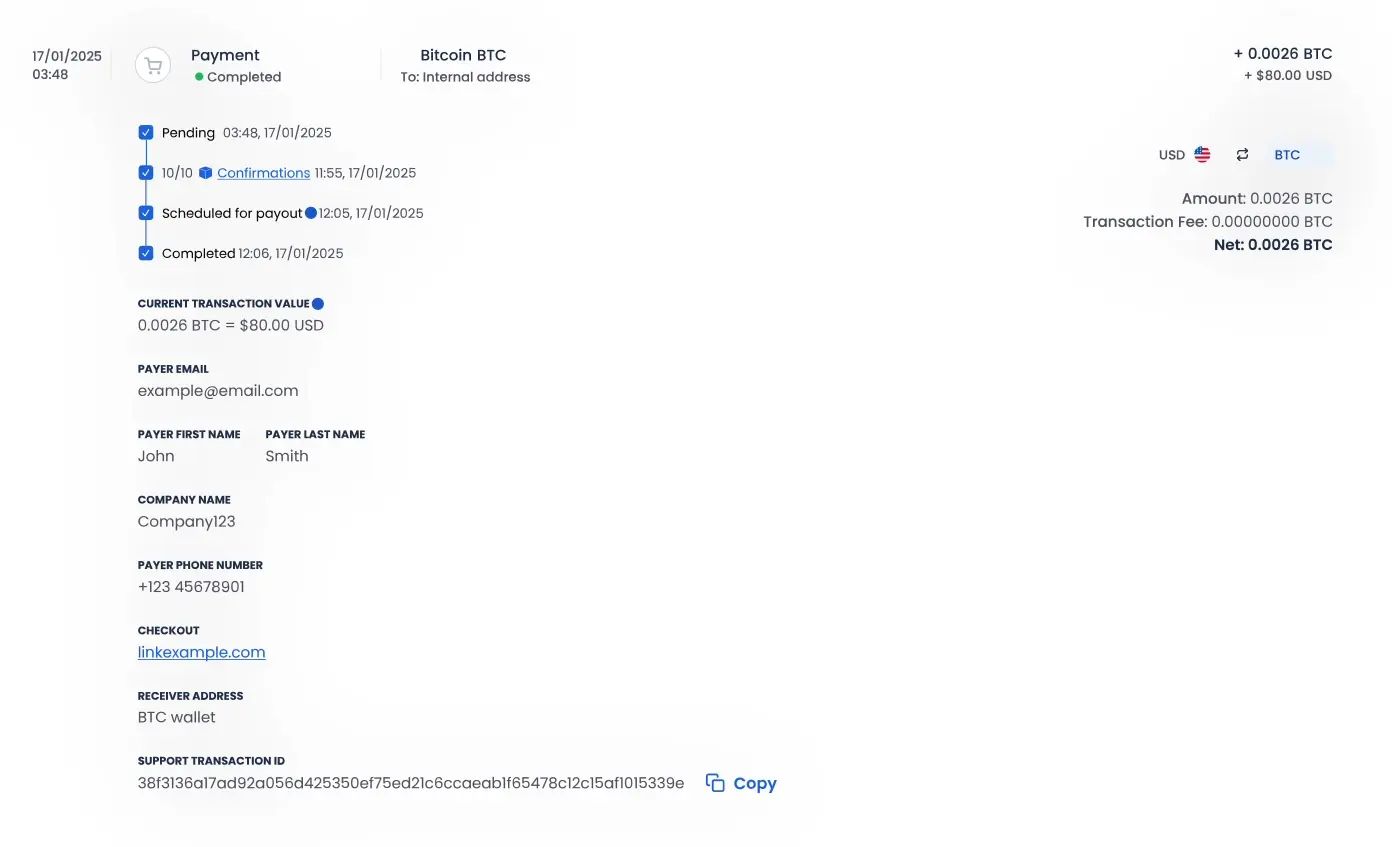 17/01/2025
03:48
Payment
Completed
Bitcoin BTC
To: Internal address
+ 0.0026 BTC
+ $80.00 USD
Pending 03:48, 17/01/2025
10/10 Confirmations 11:55, 17/01/2025
Scheduled for payout 12:05, 17/01/2025
Completed 12:06, 17/01/2025
USD BTC
Amount: 0.0026 BTC
Transaction Fee: 0.00000000 BTC
Net: 0.0026 BTC
CURRENT TRANSACTION VALUE
0.0026 BTC = $80.00 USD
PAYER EMAIL
example@email.com
PAYER FIRST NAME PAYER LAST NAME
John Smith
COMPANY NAME
Company123
PAYER PHONE NUMBER
+123 45678901
CHECKOUT
linkexample.com
RECEIVER ADDRESS
BTC wallet
SUPPORT TRANSACTION ID
38f3136a17ad92a056d425350ef75ed21c6ccaeab1f65478c12c15af1015339e Copy